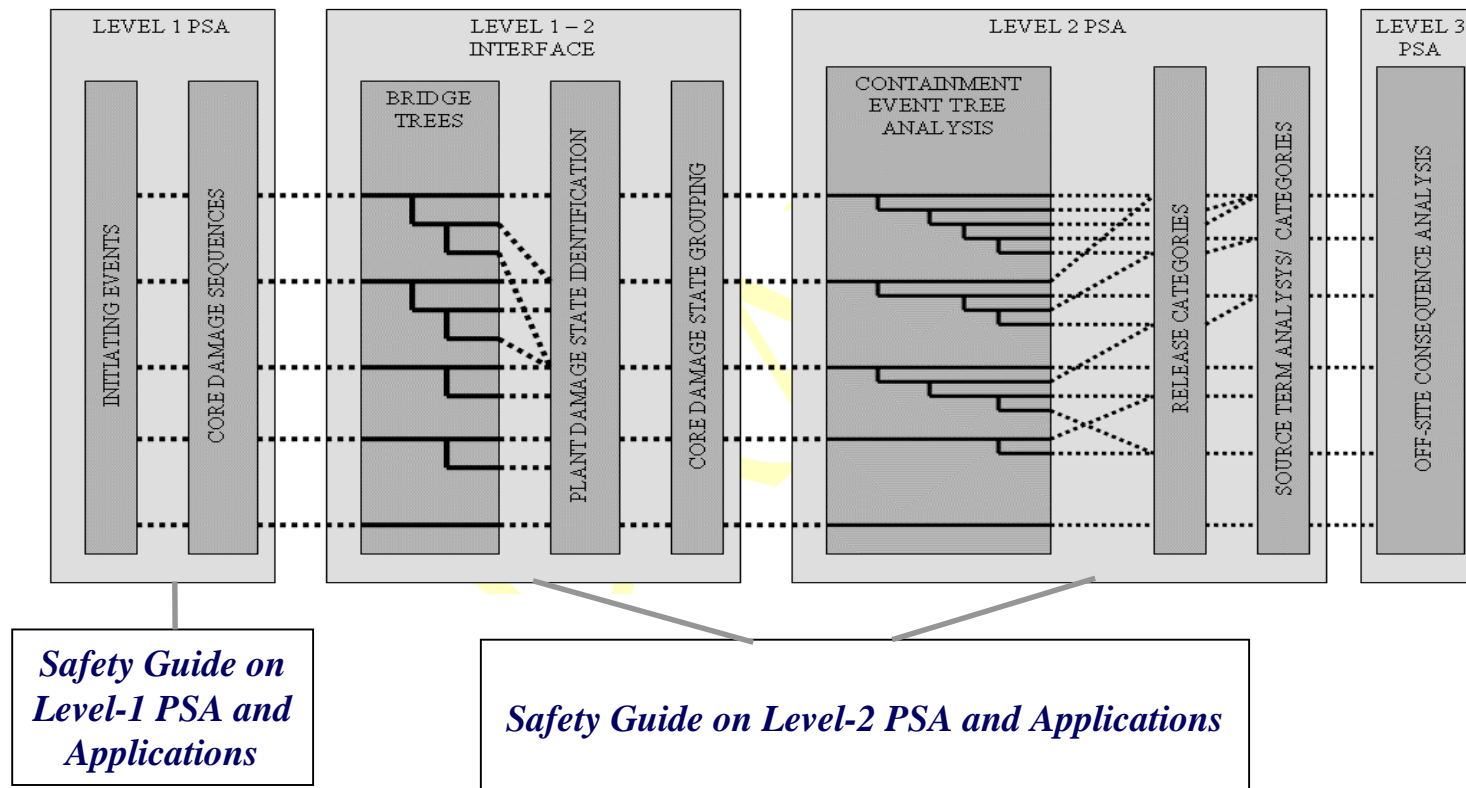 LEVEL 1 PSA
INITIATING EVENTS
CORE DAMAGE SEQUENCES
LEVEL 1 – 2
INTERFACE
BRIDGE
TREES
PLANT DAMAGE STATE IDENTIFICATION
CORE DAMAGE STATE GROUPING
LEVEL 2 PSA
CONTAINMENT
EVENT TREE
ANALYSIS
RELEASE CATEGORIES
SOURCE TERM ANALYSYS/ CATEGORIES
LEVEL 3
PSA
OFF-SITE CONSEQUENCE ANALYSIS
Safety Guide on
Level-1 PSA and
Applications
Safety Guide on Level-2 PSA and Applications